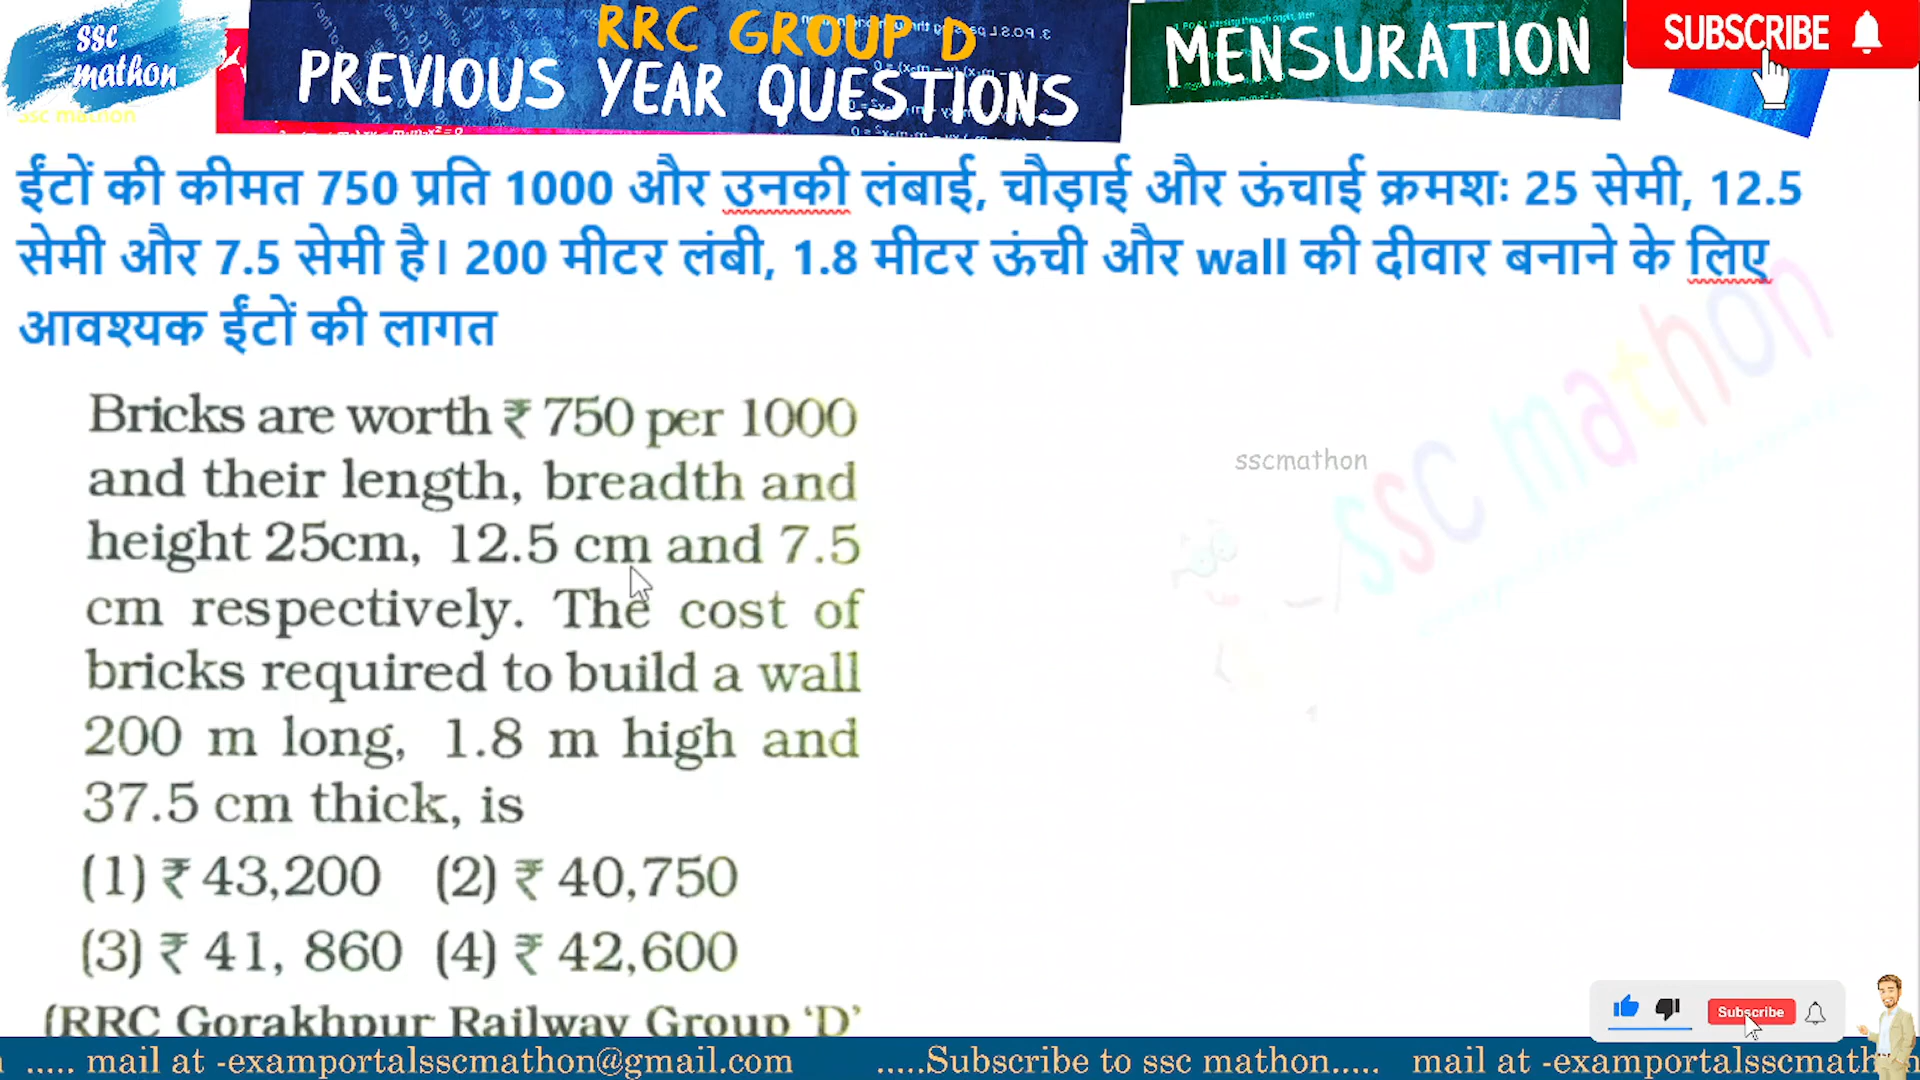 ssc
mathon
ssc mathon
RRC GROUP D
PREVIOUS YEAR QUESTIONS
MENSURATION
SUBSCRIBE
ईंटों की कीमत 750 प्रति 1000 और उनकी लंबाई, चौड़ाई और ऊंचाई क्रमशः 25 सेमी, 12.5
सेमी और 7.5 सेमी है। 200 मीटर लंबी, 1.8 मीटर ऊंची और wall की दीवार बनाने के लिए
आवश्यक ईंटों की लागत
Bricks are worth ₹ 750 per 1000
and their length, breadth and
height 25cm, 12.5 cm and 7.5
cm respectively. The cost of
bricks required to build a wall
200 m long, 1.8 m high and
37.5 cm thick, is
(1) ₹ 43,200 (2) ₹ 40,750
(3) ₹ 41, 860 (4) ₹ 42,600
(RRC Gorakhpur Railway Group ‘D’
sscmathon
ssc mathon
Subscribe
..... mail at -examportalsscmathon@gmail.com .....Subscribe to ssc mathon..... mail at -examportalsscmath